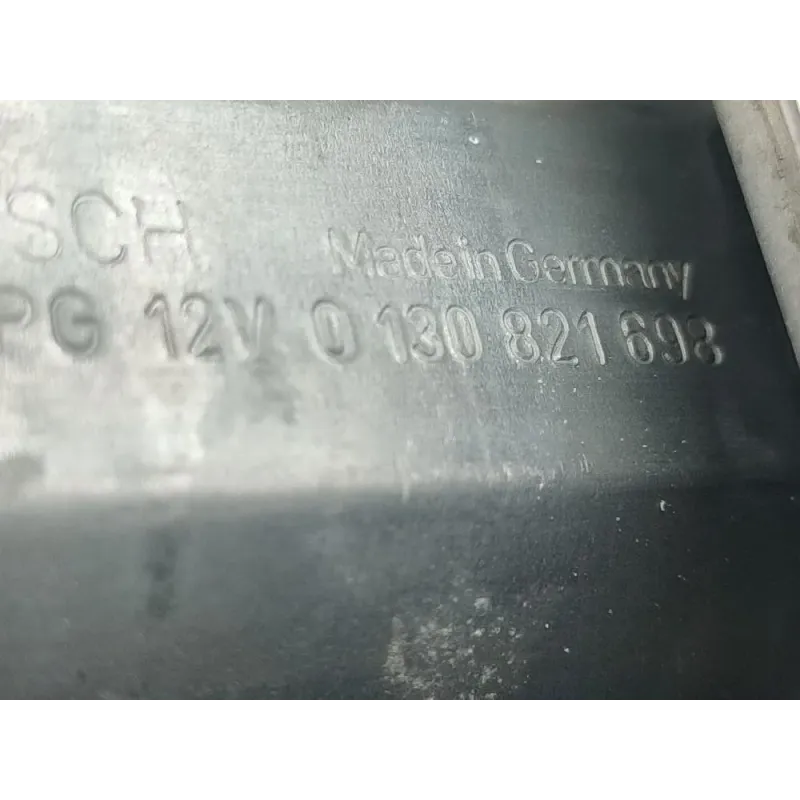 SCH
Made in Germany
PG 12V 0 130 821 698